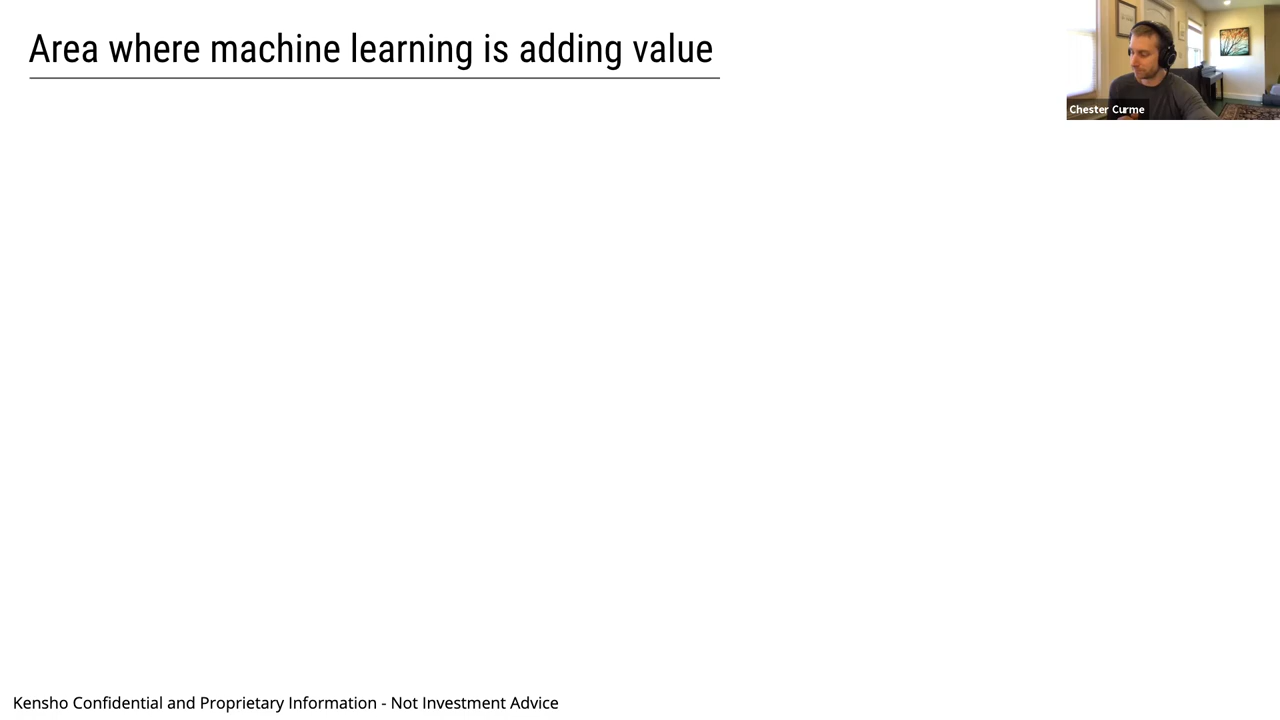 Area where machine learning is adding value
Chester Curme
Kensho Confidential and Proprietary Information - Not Investment Advice